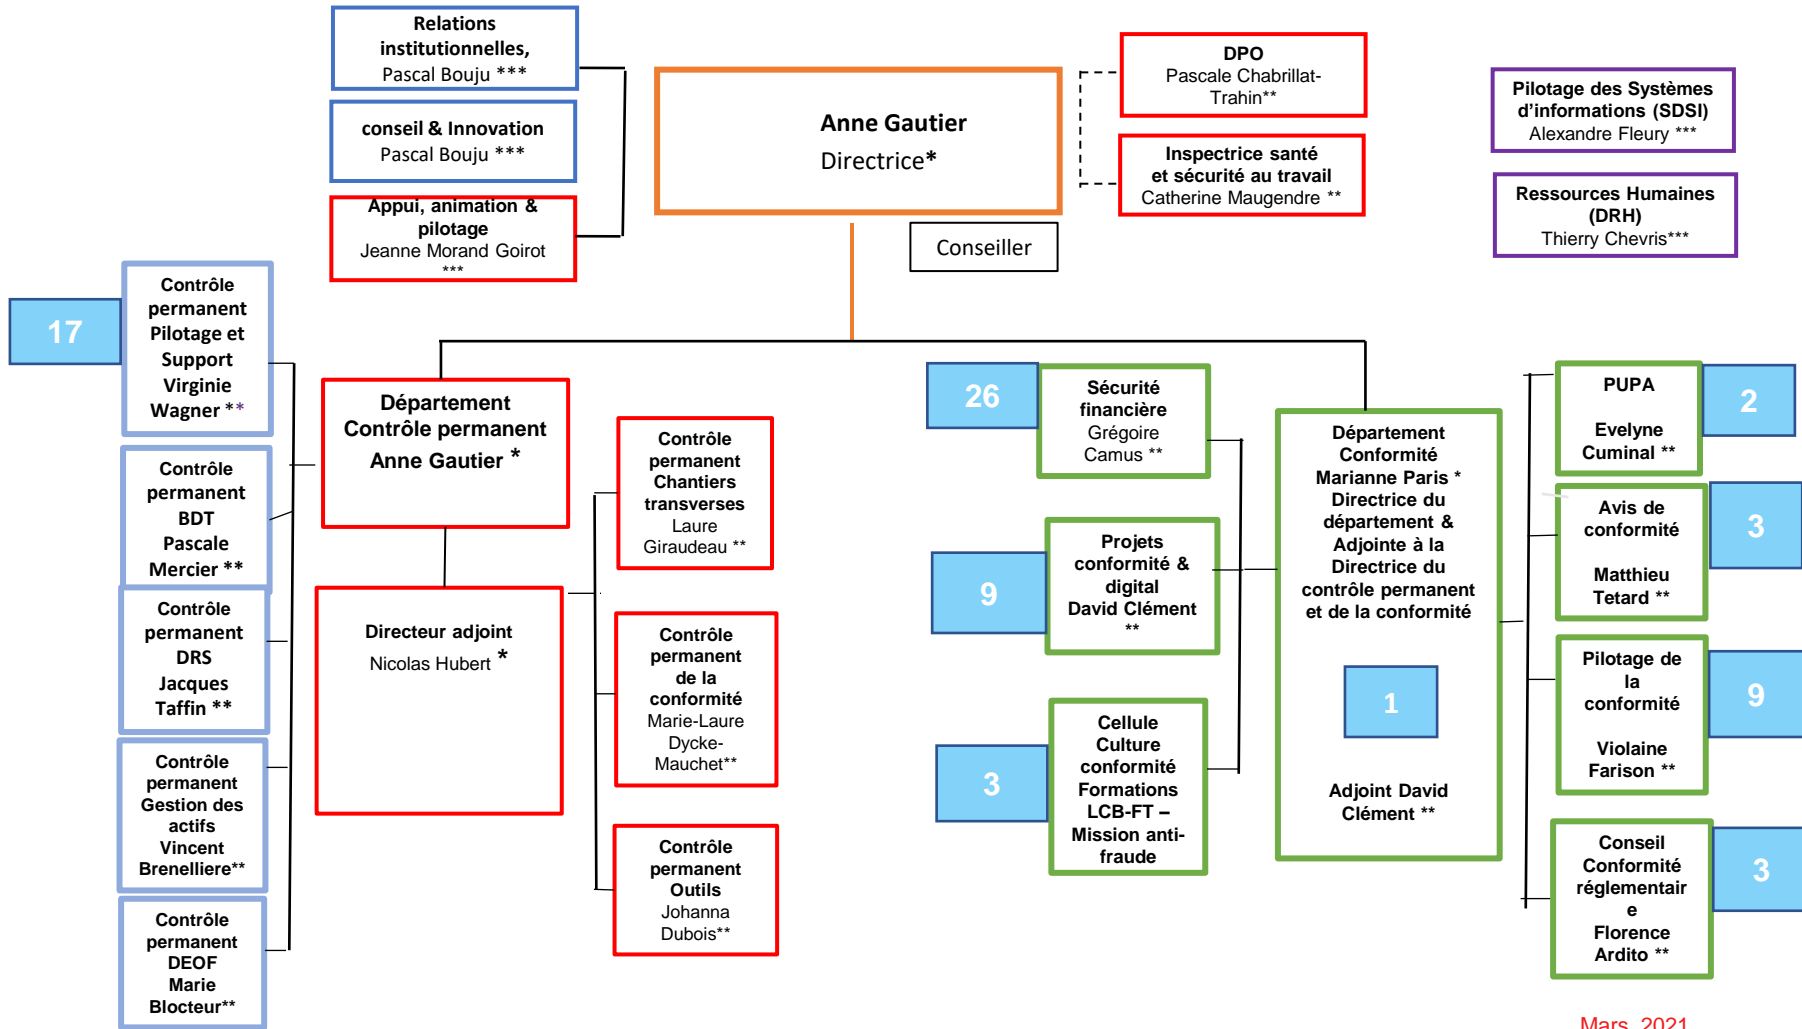 Relations
institutionnelles,
Pascal Bouju ***
conseil & Innovation
Pascal Bouju ***
Appui, animation &
pilotage
Jeanne Morand Goirot
***
Anne Gautier
Directrice*
Conseiller
DPO
Pascale Chabrillat-
Trahin**
Inspectrice santé
et sécurité au travail
Catherine Maugendre **
Pilotage des Systèmes
d'informations (SDSI)
Alexandre Fleury ***
Ressources Humaines
(DRH)
Thierry Chevris***
17
Contrôle
permanent
Pilotage et
Support
Virginie
Wagner **
Contrôle
permanent
BDT
Pascale
Mercier **
Contrôle
permanent
DRS
Jacques
Taffin **
Contrôle
permanent
Gestion des
actifs
Vincent
Brenelliere**
Contrôle
permanent
DEOF
Marie
Blocteur**
Département
Contrôle permanent
Anne Gautier *
Directeur adjoint
Nicolas Hubert *
Contrôle
permanent
Chantiers
transverses
Laure
Giraudeau **
Contrôle
permanent
de la
conformité
Marie-Laure
Dycke-
Mauchet**
Contrôle
permanent
Outils
Johanna
Dubois**
26
Sécurité
financière
Grégoire
Camus **
9
Projets
conformité &
digital
David Clément
**
3
Cellule
Culture
conformité
Formations
LCB-FT –
Mission anti-
fraude
Département
Conformité
Marianne Paris *
Directrice du
département &
Adjointe à la
Directrice du
contrôle permanent
et de la conformité
1
Adjoint David
Clément **
PUPA
Evelyne
Cuminal **
2
Avis de
conformité
Matthieu
Tetard **
3
Pilotage de
la
conformité
Violaine
Farison **
9
Conseil
Conformité
réglementair
e
Florence
Ardito **
3
Mars 2021